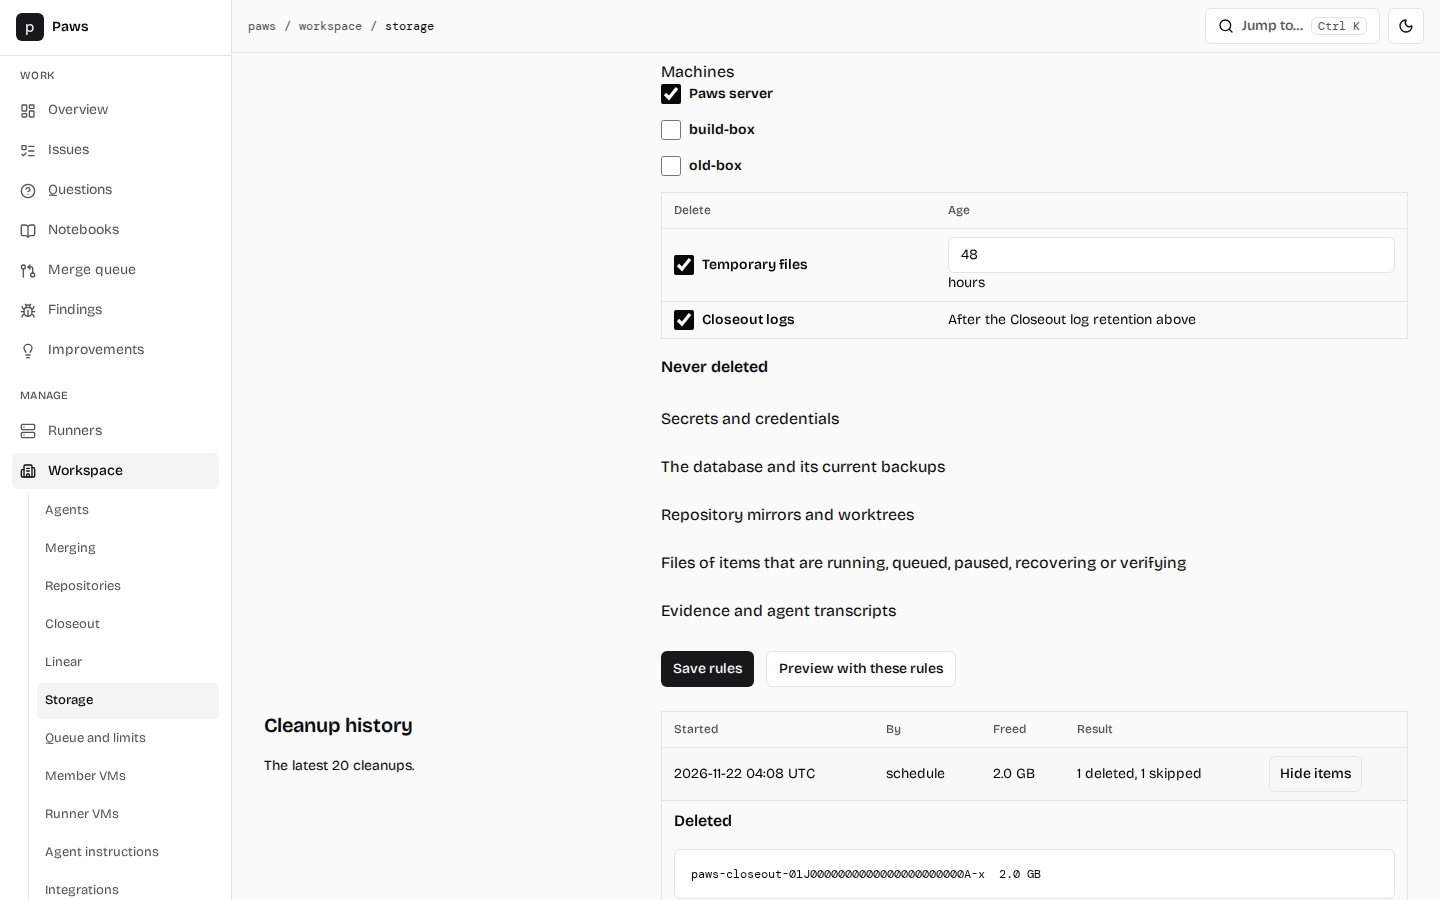 p Paws
paws / workspace / storage
Jump to... Ctrl K
WORK
Overview
Issues
Questions
Notebooks
Merge queue
Findings
Improvements
MANAGE
Runners
Workspace
Agents
Merging
Repositories
Closeout
Linear
Storage
Queue and limits
Member VMs
Runner VMs
Agent instructions
Integrations
Machines
Paws server
build-box
old-box
Delete Age
Temporary files 48
hours
Closeout logs After the Closeout log retention above
Never deleted
Secrets and credentials
The database and its current backups
Repository mirrors and worktrees
Files of items that are running, queued, paused, recovering or verifying
Evidence and agent transcripts
Save rules Preview with these rules
Cleanup history
The latest 20 cleanups.
Started By Freed Result
2026-11-22 04:08 UTC schedule 2.0 GB 1 deleted, 1 skipped Hide items
Deleted
paws-closeout-01J0000000000000000000000A-x 2.0 GB